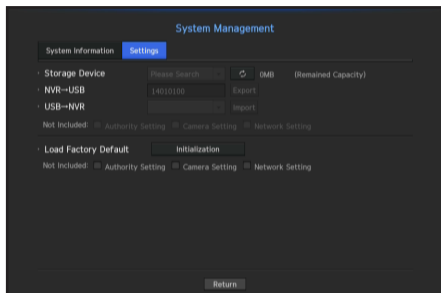 System Management
System Information Settings
· Storage Device Please Search 0MB (Remained Capacity)
· NVR→USB 14010100 Export
· USB→NVR Import
Not Included: Authority Setting Camera Setting Network Setting
· Load Factory Default Initialization
Not Included: Authority Setting Camera Setting Network Setting
Return